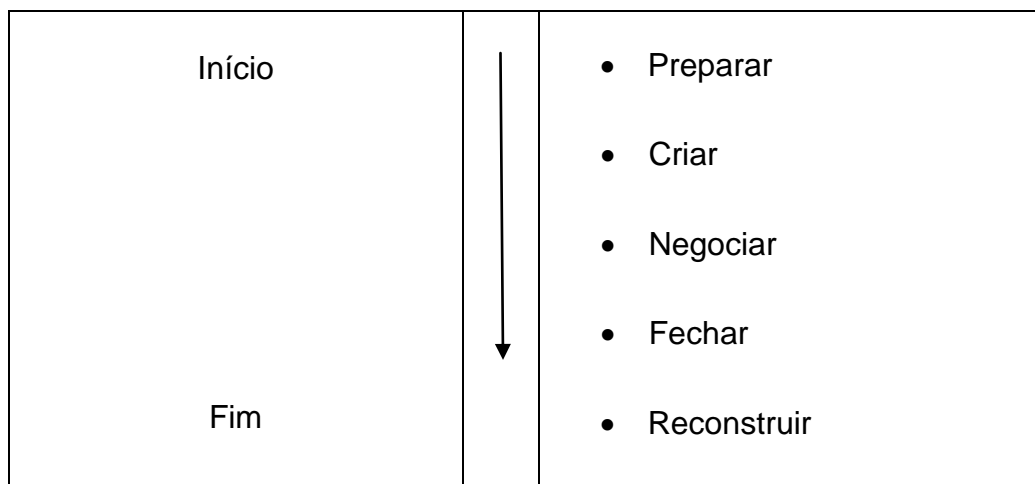 Início
• Preparar
• Criar
• Negociar
• Fechar
Fim
• Reconstruir